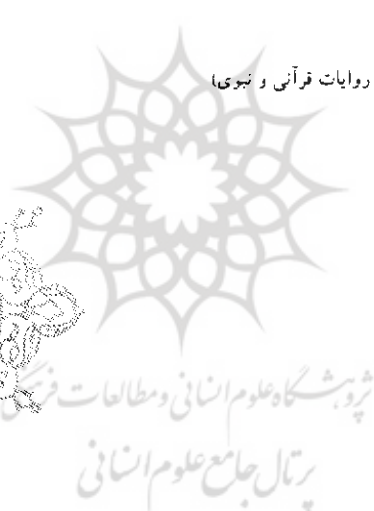 روایات قرآنی و نبوی)
پژوهشگاه علوم انسانی و مطالعات فرهنگی
پرتال جامع علوم انسانی